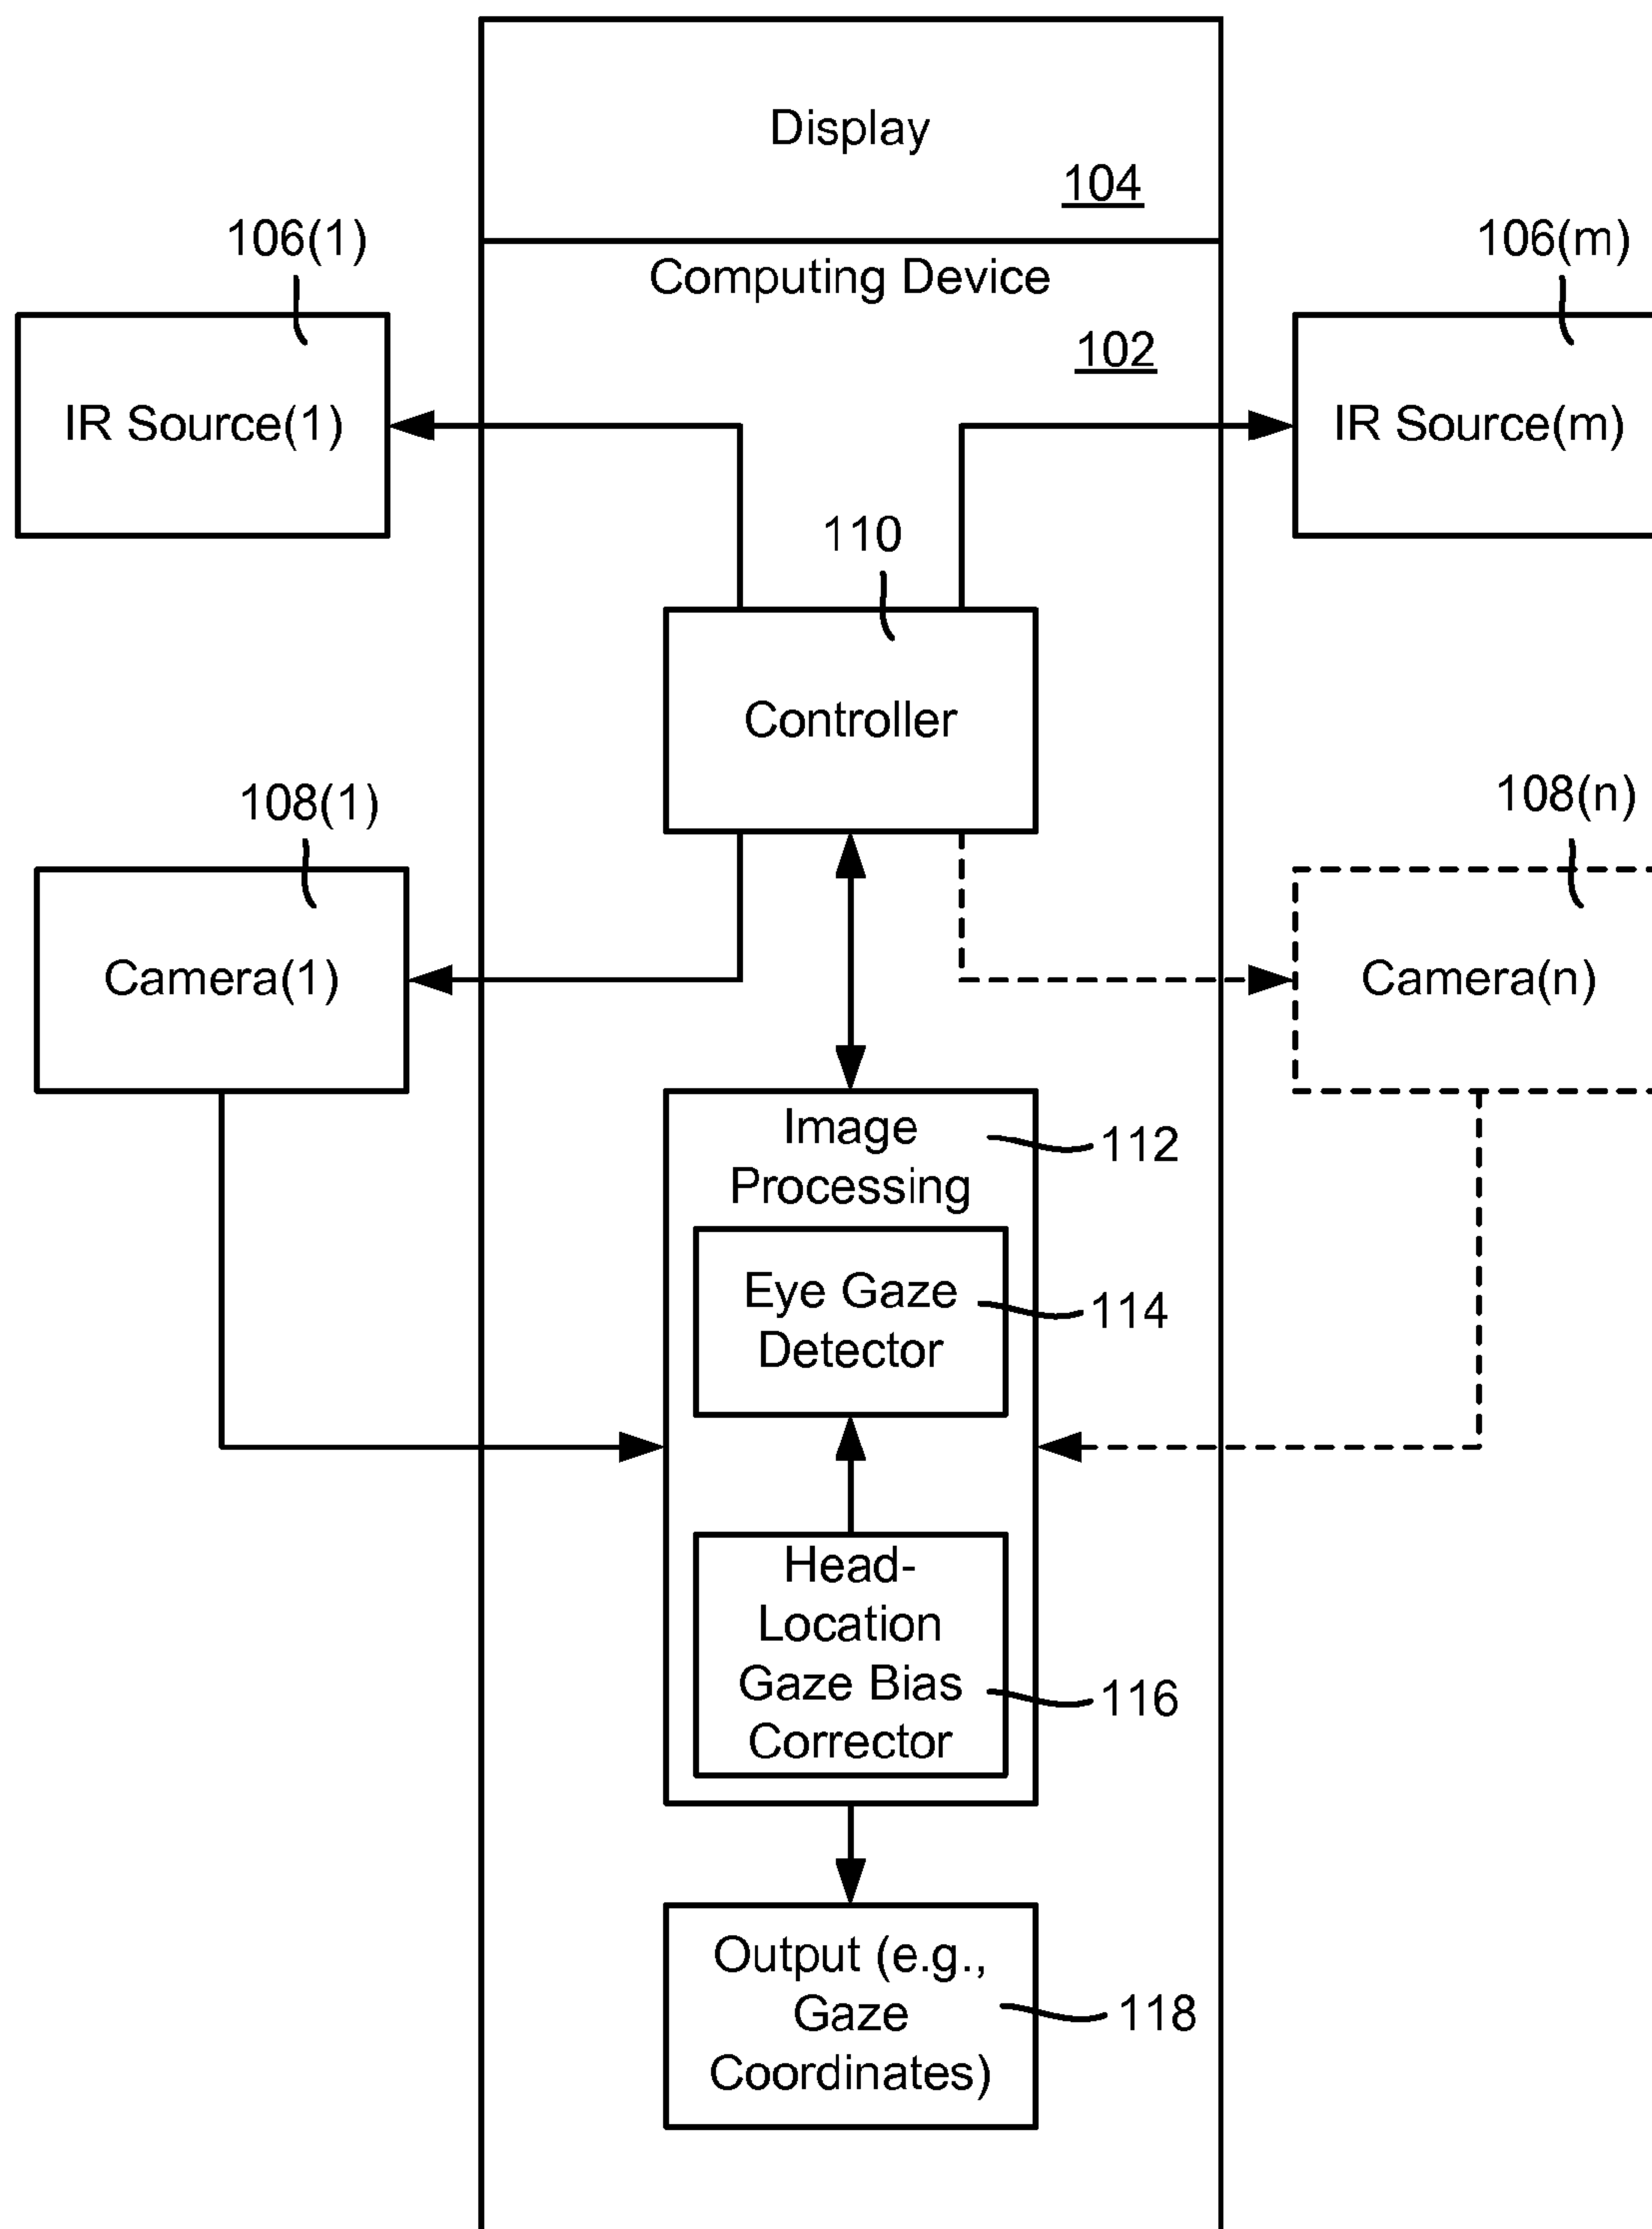 Display
104
106(1)
106(m)
Computing Device
102
IR Source(1)
IR Source(m)
110
Controller
108(1)
108(n)
Camera(1)
Camera(n)
Image
Processing
112
Eye Gaze
Detector
114
Head-
Location
Gaze Bias
Corrector
116
Output (e.g.,
Gaze
Coordinates)
118